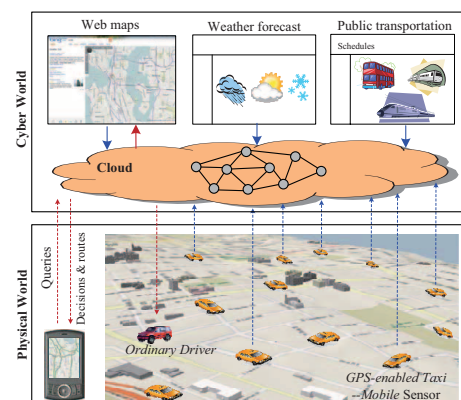 Web maps
Weather forecast
Public transportation
Schedules
Cyber World
Cloud
Physical World
Queries
Decisions & routes
Ordinary Driver
GPS-enabled Taxi
--Mobile Sensor